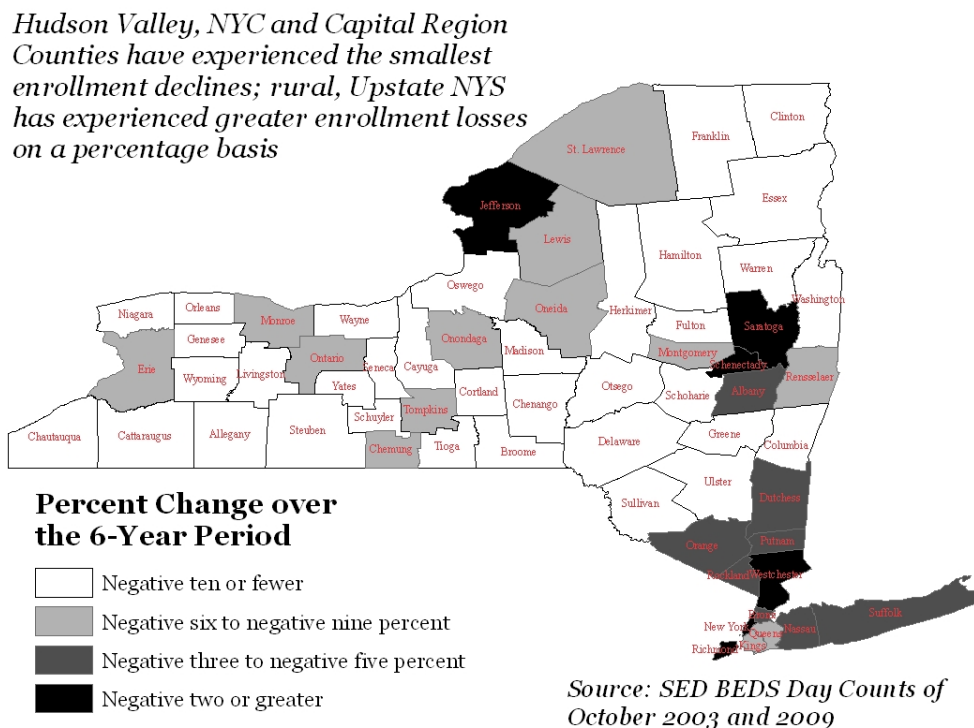 Hudson Valley, NYC and Capital Region
Counties have experienced the smallest
enrollment declines; rural, Upstate NYS
has experienced greater enrollment losses
on a percentage basis
Clinton
Franklin
St. Lawrence
Essex
Jefferson
Lewis
Hamilton
Warren
Oswego
Washington
Oneida
Herkimer
Niagara
Orleans
Monroe
Wayne
Fulton
Saratoga
Genesee
Onondaga
Madison
Montgomery
Schenectady
Erie
Ontario
Seneca
Cayuga
Rensselaer
Wyoming
Livingston
Yates
Cortland
Otsego
Schoharie
Albany
Chenango
Tompkins
Schuyler
Steuben
Chautauqua
Cattaraugus
Allegany
Chemung
Tioga
Broome
Delaware
Greene
Columbia
Ulster
Sullivan
Dutchess
Orange
Putnam
Rockland
Westchester
Bronx
Suffolk
New York
Queens
Nassau
Kings
Richmond
Percent Change over
the 6-Year Period
Negative ten or fewer
Negative six to negative nine percent
Negative three to negative five percent
Negative two or greater
Source: SED BEDS Day Counts of
October 2003 and 2009